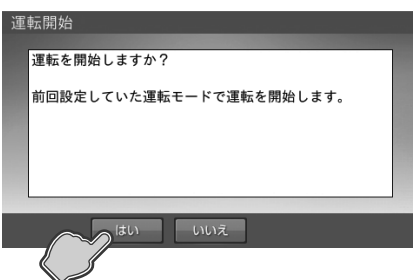 運転開始
運転を開始しますか？
前回設定していた運転モードで運転を開始します。
はい
いいえ